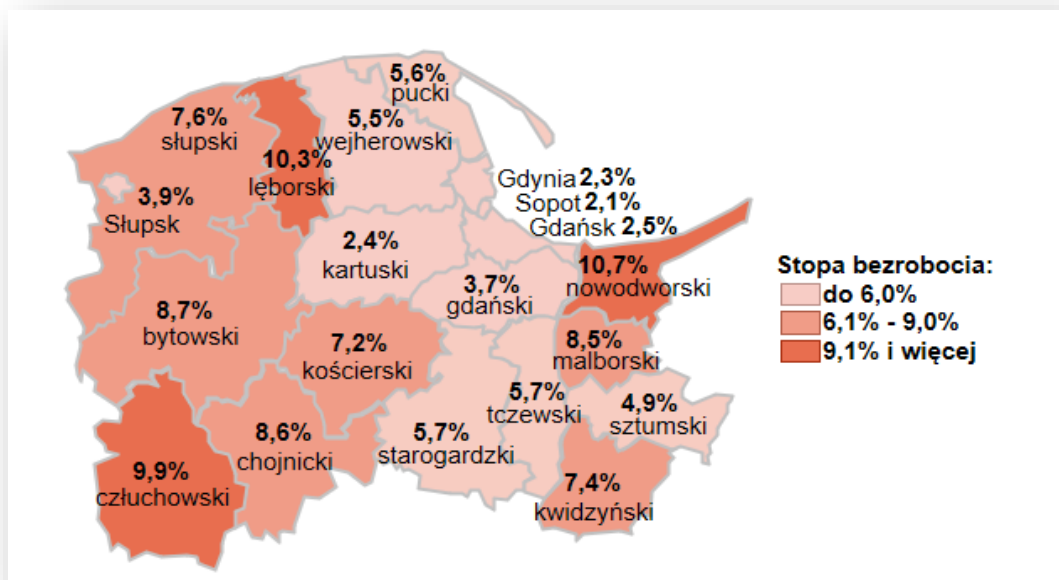 5,6%
pucki
7,6%
słupski
5,5%
wejherowski
10,3%
lęborski
Gdynia 2,3%
Sopot 2,1%
Gdańsk 2,5%
3,9%
Słupsk
2,4%
kartuski
3,7%
gdański
10,7%
nowodworski
8,7%
bytowski
7,2%
kościerski
8,5%
malborski
5,7%
tczewski
4,9%
sztumski
8,6%
chojnicki
5,7%
starogardzki
9,9%
człuchowski
7,4%
kwidzyński
Stopa bezrobocia:
do 6,0%
6,1% - 9,0%
9,1% i więcej